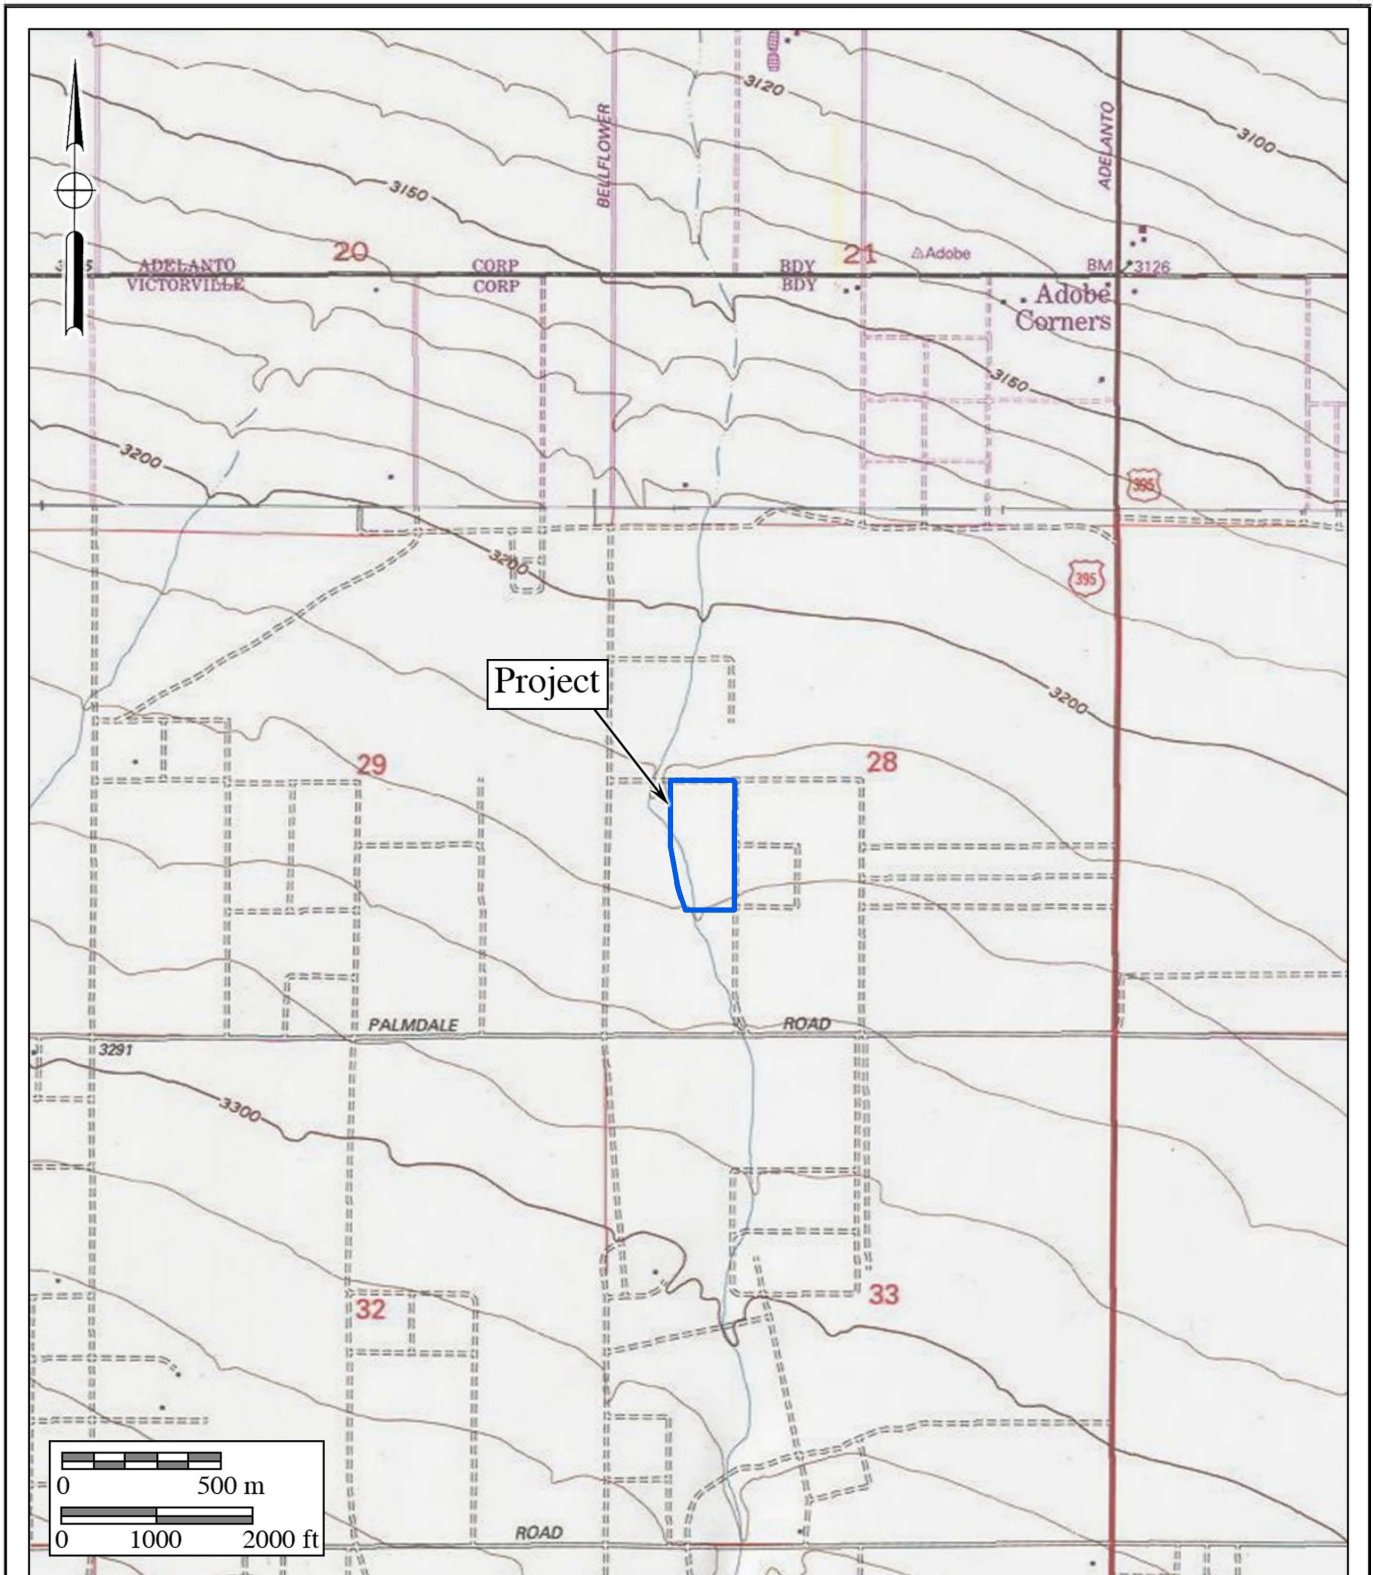 3120
BELLFLOWER
ADELANTO
3100
3150
20
21
Adobe
ADELANTO CORP BDY
VICTORVILLE CORP BDY
BM 3126
Adobe
Corners
3150
3200
395
3200
395
Project
3200
29
28
PALMDALE ROAD
3291
3300
32
33
0 500 m
0 1000 2000 ft
ROAD